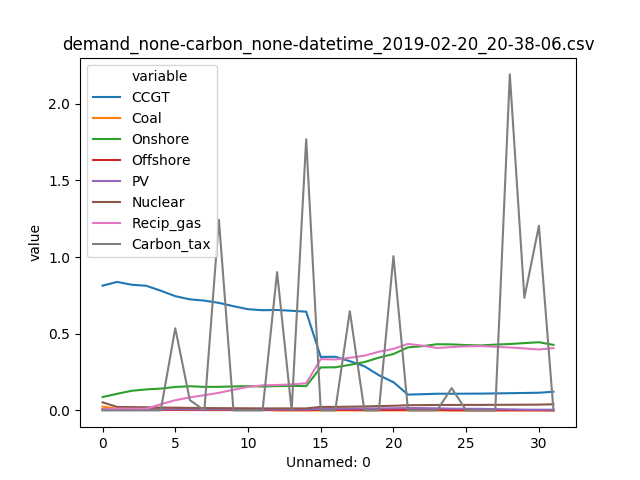 demand_none-carbon_none-datetime_2019-02-20_20-38-06.csv
variable
CCGT
Coal
Onshore
Offshore
PV
Nuclear
Recip_gas
Carbon_tax
value
2.0
1.5
1.0
0.5
0.0
0 5 10 15 20 25 30
Unnamed: 0